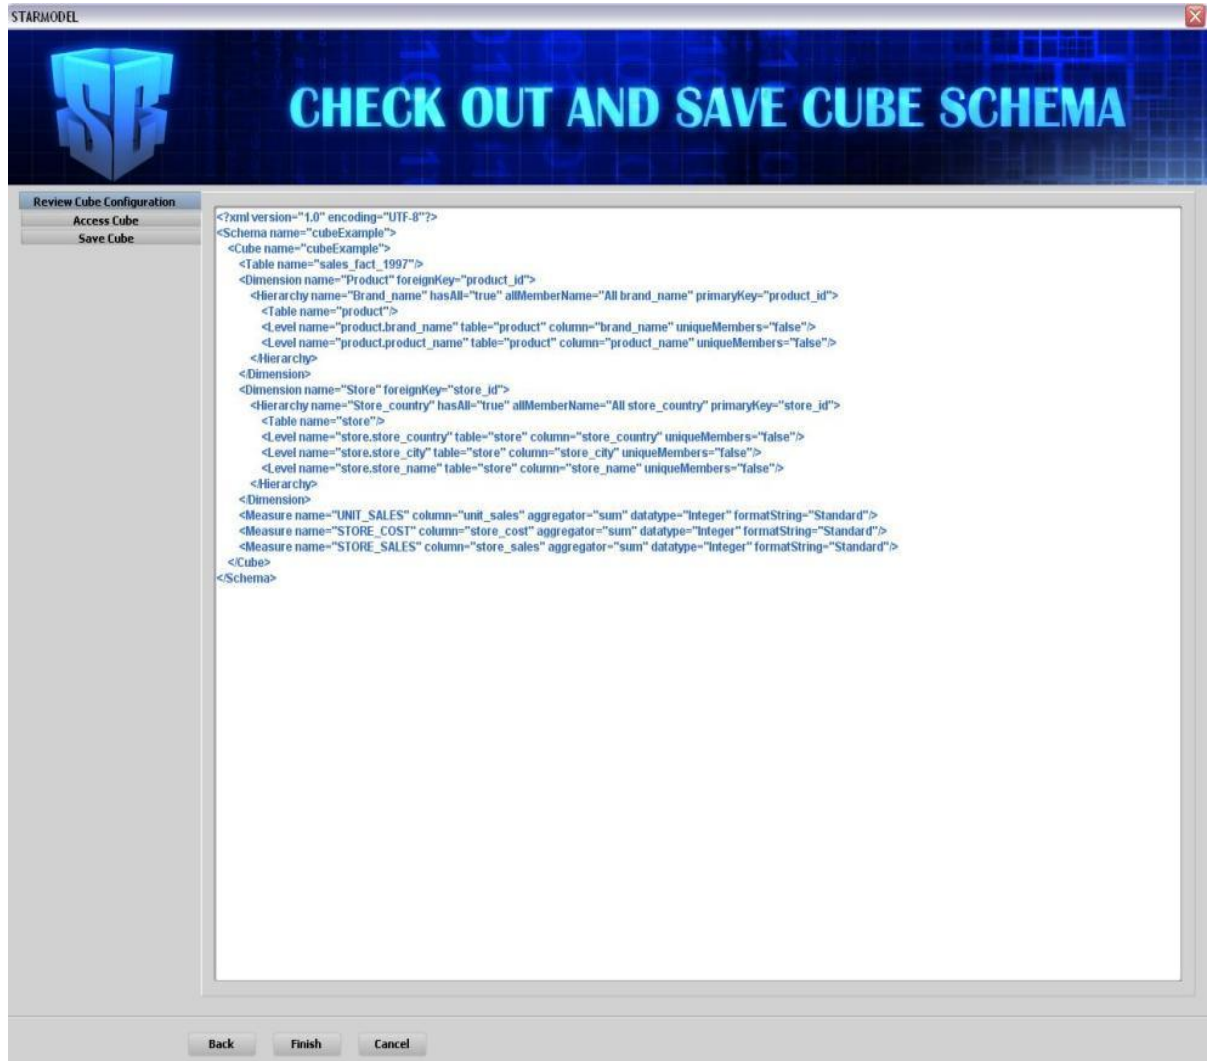 STARMODEL
SC
CHECK OUT AND SAVE CUBE SCHEMA
Review Cube Configuration
Access Cube
Save Cube
<?xml version="1.0" encoding="UTF-8"?>
<Schema name="cubeExample">
<Cube name="cubeExample">
<Table name="sales_fact_1997"/>
<Dimension name="Product" foreignKey="product_id">
<Hierarchy name="Brand_name" hasAll="true" allMemberName="All brand_name" primaryKey="product_id">
<Table name="product"/>
<Level name="product.brand_name" table="product" column="brand_name" uniqueMembers="false"/>
<Level name="product.product_name" table="product" column="product_name" uniqueMembers="false"/>
</Hierarchy>
</Dimension>
<Dimension name="Store" foreignKey="store_id">
<Hierarchy name="Store_country" hasAll="true" allMemberName="All store_country" primaryKey="store_id">
<Table name="store"/>
<Level name="store.store_country" table="store" column="store_country" uniqueMembers="false"/>
<Level name="store.store_city" table="store" column="store_city" uniqueMembers="false"/>
<Level name="store.store_name" table="store" column="store_name" uniqueMembers="false"/>
</Hierarchy>
</Dimension>
<Measure name="UNIT_SALES" column="unit_sales" aggregator="sum" datatype="Integer" formatString="Standard"/>
<Measure name="STORE_COST" column="store_cost" aggregator="sum" datatype="Integer" formatString="Standard"/>
<Measure name="STORE_SALES" column="store_sales" aggregator="sum" datatype="Integer" formatString="Standard"/>
</Cube>
</Schema>
Back Finish Cancel